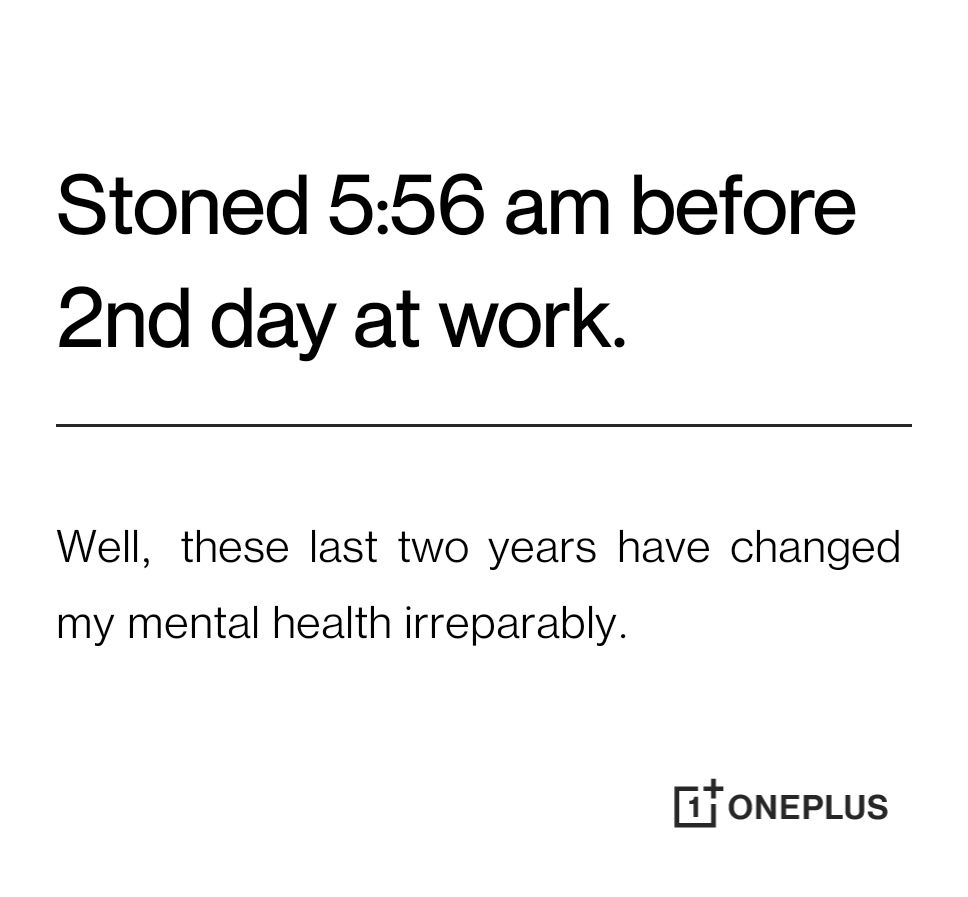 Stoned 5:56 am before
2nd day at work.
Well, these last two years have changed
my mental health irreparably.
1+ ONEPLUS